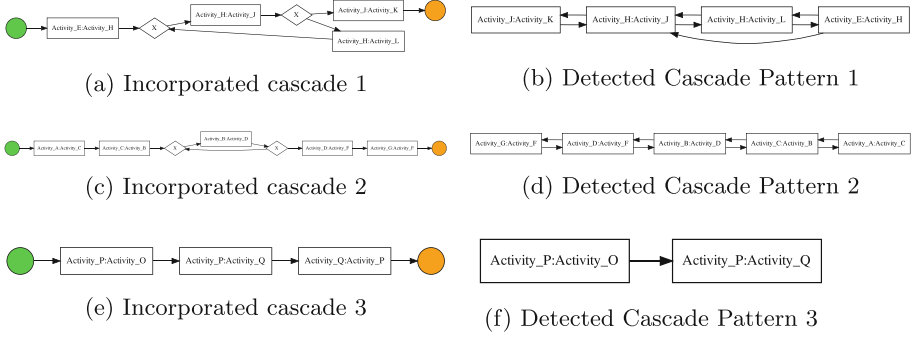 Activity_E:Activity_H
X
Activity_H:Activity_J
X
Activity_J:Activity_K
Activity_H:Activity_L
(a) Incorporated cascade 1
Activity_J:Activity_K
Activity_H:Activity_J
Activity_H:Activity_L
Activity_E:Activity_H
(b) Detected Cascade Pattern 1
Activity_A:Activity_C
Activity_C:Activity_B
X
Activity_B:Activity_D
X
Activity_D:Activity_F
Activity_G:Activity_F
(c) Incorporated cascade 2
Activity_G:Activity_F
Activity_D:Activity_F
Activity_B:Activity_D
Activity_C:Activity_B
Activity_A:Activity_C
(d) Detected Cascade Pattern 2
Activity_P:Activity_O
Activity_P:Activity_Q
Activity_Q:Activity_P
(e) Incorporated cascade 3
Activity_P:Activity_O
Activity_P:Activity_Q
(f) Detected Cascade Pattern 3